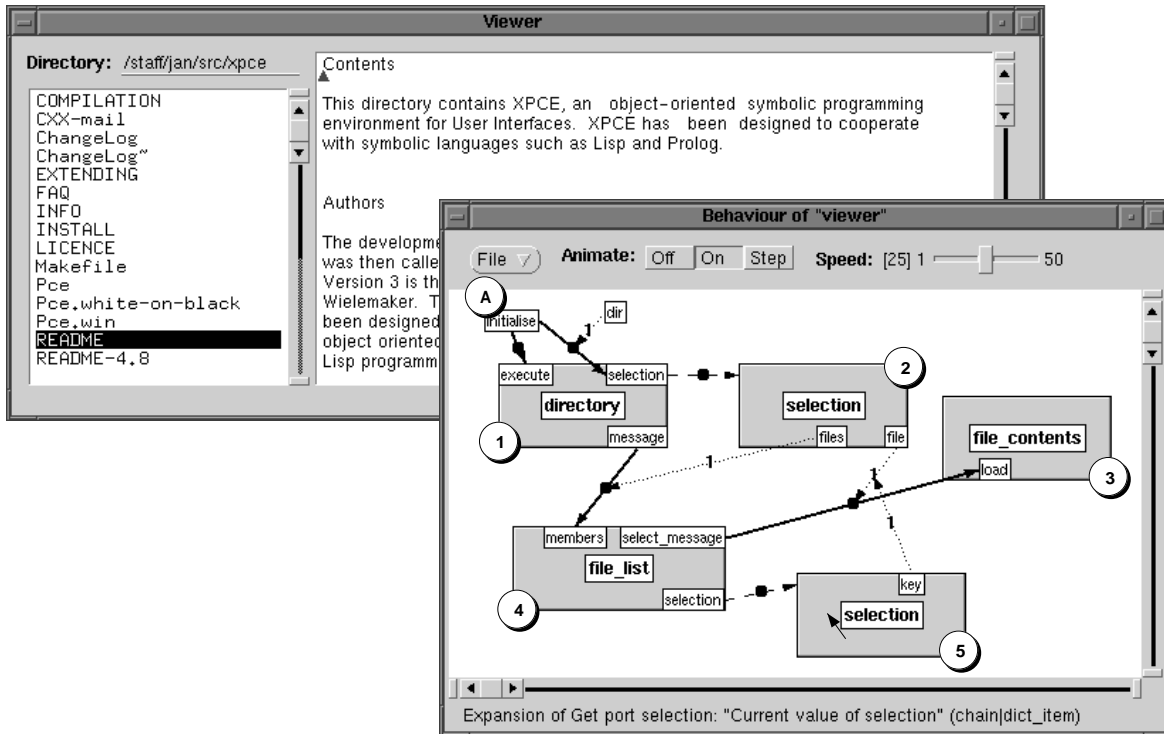 Viewer
Directory: /staff/jan/src/xpce
COMPILATION
CXX-mail
ChangeLog
ChangeLog~
EXTENDING
FAQ
INFO
INSTALL
LICENCE
Makefile
Pce
Pce.white-on-black
Pce.win
README
README-4.8
Contents
This directory contains XPCE, an object-oriented symbolic programming
environment for User Interfaces. XPCE has been designed to cooperate
with symbolic languages such as Lisp and Prolog.
Authors
The developme
was then calle
Version 3 is th
Wielemaker. T
been designed
object oriented
Lisp programm
Behaviour of "viewer"
File Animate: Off On Step Speed: [25] 1 50
A
initialise
dir
1
execute
selection
directory
message
1
selection
files
file
2
file_contents
load
3
1
1
1
members
select_message
file_list
selection
4
key
selection
5
Expansion of Get port selection: "Current value of selection" (chain|dict_item)